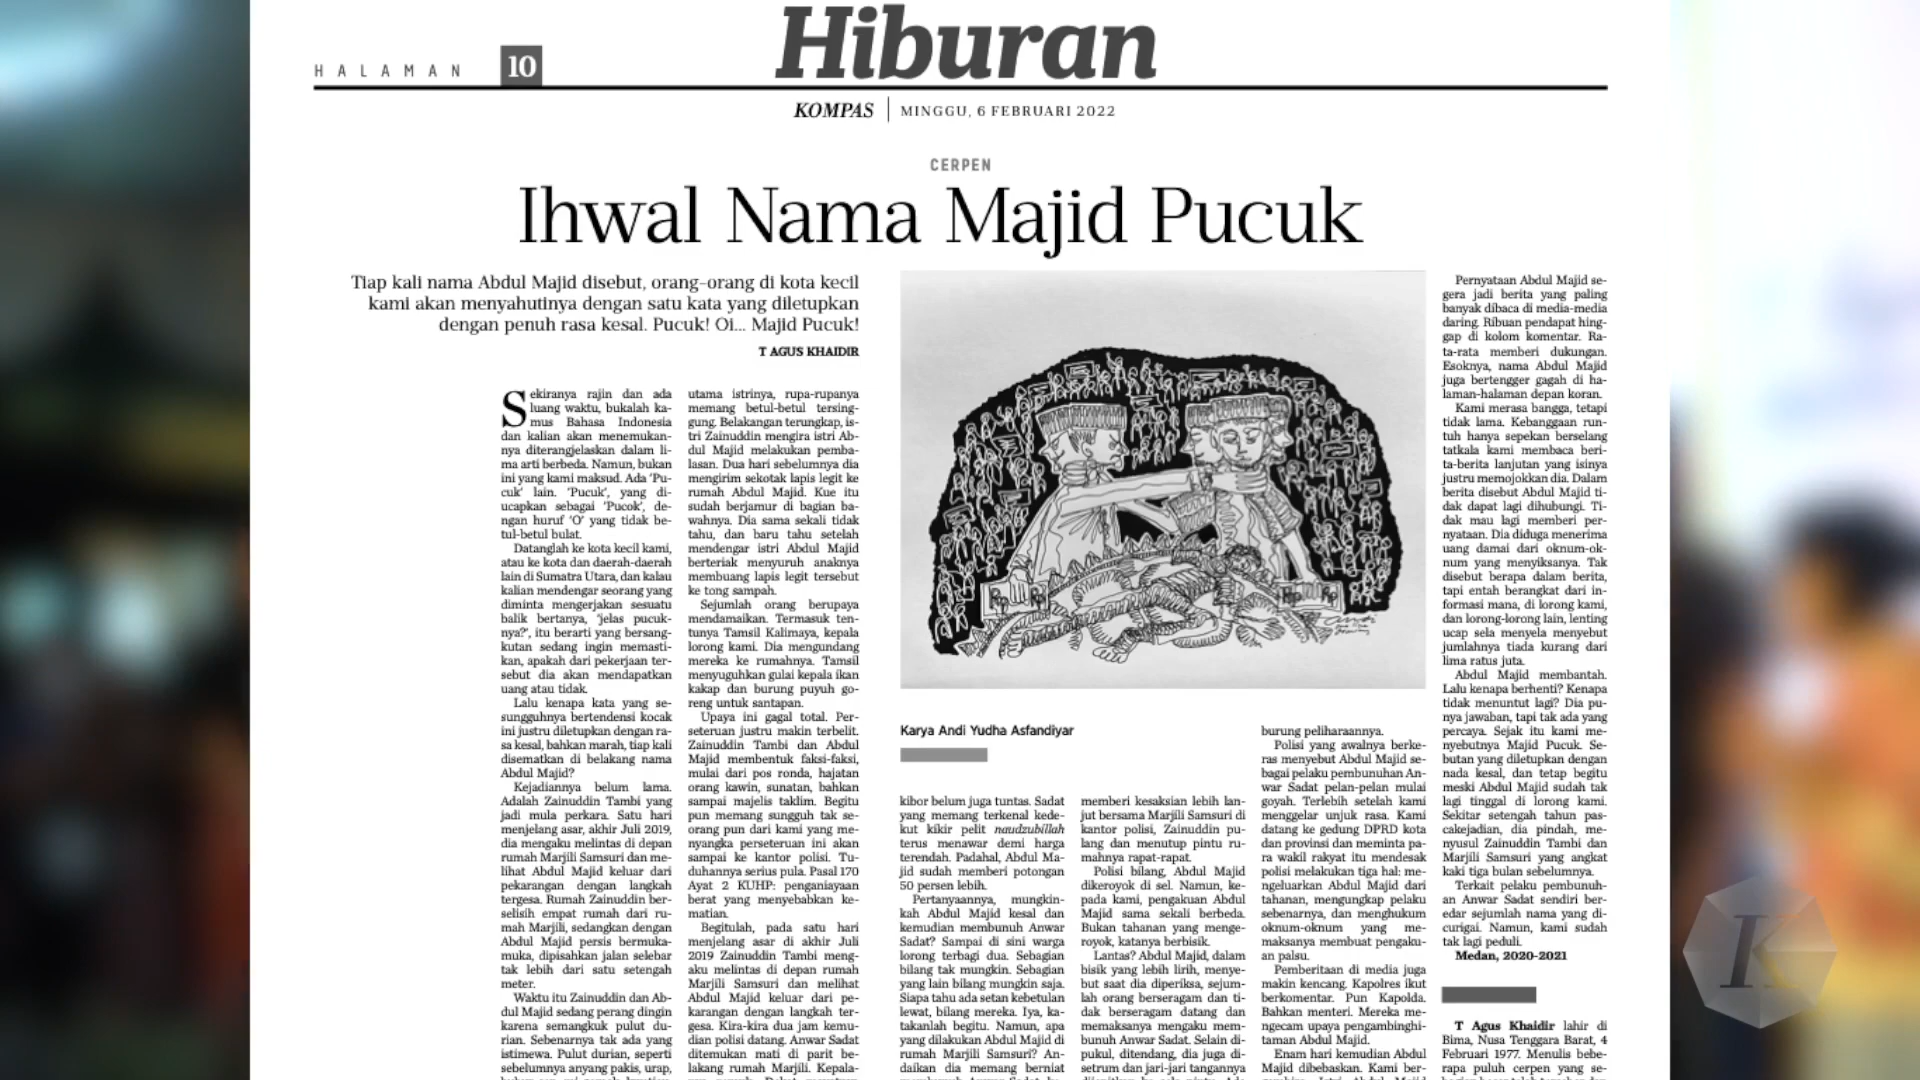 HALAMAN 10
Hiburan
KOMPAS | MINGGU, 6 FEBRUARI 2022
CERPEN
Ihwal Nama Majid Pucuk
Tiap kali nama Abdul Majid disebut, orang-orang di kota kecil
kami akan menyahutinya dengan satu kata yang diletupkan
dengan penuh rasa kesal. Pucuk! Oi... Majid Pucuk!
T AGUS KHAIDIR
Sekiranya rajin dan ada
luang waktu, bukalah ka-
mus Bahasa Indonesia
dan kalian akan menemukan-
nya diterangjelaskan dalam li-
ma arti berbeda. Namun, bukan
ini yang kami maksud. Ada 'Pu-
cuk' lain. 'Pucuk', yang di-
ucapkan sebagai 'Pucok', de-
ngan huruf 'O' yang tidak be-
tul-betul bulat.
Datanglah ke kota kecil kami,
atau ke kota dan daerah-daerah
lain di Sumatra Utara, dan kalau
kalian mendengar seorang yang
diminta mengerjakan sesuatu
balik bertanya, 'jelas pucuk-
nya?', itu berarti yang bersang-
kutan sedang ingin memasti-
kan, apakah dari pekerjaan ter-
sebut dia akan mendapatkan
uang atau tidak.
Lalu kenapa kata yang se-
sungguhnya bertendensi kocak
ini justru diletupkan dengan ra-
sa kesal, bahkan marah, tiap kali
disematkan di belakang nama
Abdul Majid?
Kejadiannya belum lama.
Adalah Zainuddin Tambi yang
jadi mula perkara. Satu hari
menjelang asar, akhir Juli 2019,
dia mengaku melintas di depan
rumah Marjili Samsuri dan me-
lihat Abdul Majid keluar dari
pekarangan dengan langkah
tergesa. Rumah Zainuddin ber-
selisih empat rumah dari ru-
mah Marjili, sedangkan dengan
Abdul Majid persis bermuka-
muka, dipisahkan jalan selebar
tak lebih dari satu setengah
meter.
Waktu itu Zainuddin dan Ab-
dul Majid sedang perang dingin
karena semangkuk pulut du-
rian. Sebenarnya tak ada yang
istimewa. Pulut durian, seperti
sebelumnya anyang pakis, urap,
utama istrinya, rupa-rupanya
memang betul-betul tersing-
gung. Belakangan terungkap, is-
tri Zainuddin mengira istri Ab-
dul Majid melakukan pemba-
lasan. Dua hari sebelumnya dia
mengirim sekotak lapis legit ke
rumah Abdul Majid. Kue itu
sudah berjamur di bagian ba-
wahnya. Dia sama sekali tidak
tahu, dan baru tahu setelah
mendengar istri Abdul Majid
berteriak menyuruh anaknya
membuang lapis legit tersebut
ke tong sampah.
Sejumlah orang berupaya
mendamaikan. Termasuk ten-
tunya Tamsil Kalimaya, kepala
lorong kami. Dia mengundang
mereka ke rumahnya. Tamsil
menyuguhkan gulai kepala ikan
kakap dan burung puyuh go-
reng untuk santapan.
Upaya ini gagal total. Per-
seteruan justru makin terbelit.
Zainuddin Tambi dan Abdul
Majid membentuk faksi-faksi,
mulai dari pos ronda, hajatan
orang kawin, sunatan, bahkan
sampai majelis taklim. Begitu
pun memang sungguh tak se-
orang pun dari kami yang me-
nyangka perseteruan ini akan
sampai ke kantor polisi. Tu-
duhannya serius pula. Pasal 170
Ayat 2 KUHP: penganiayaan
berat yang menyebabkan ke-
matian.
Begitulah, pada satu hari
menjelang asar di akhir Juli
2019 Zainuddin Tambi meng-
aku melintas di depan rumah
Marjili Samsuri dan melihat
Abdul Majid keluar dari pe-
karangan dengan langkah ter-
gesa. Kira-kira dua jam kemu-
dian polisi datang. Anwar Sadat
ditemukan mati di parit be-
lakang rumah Marjili. Kepala-
Rp Rp Rp Rp
Karya Andi Yudha Asfandiyar
kibor belum juga tuntas. Sadat
yang memang terkenal kede-
kut kikir pelit naudzubillah
terus menawar demi harga
terendah. Padahal, Abdul Ma-
jid sudah memberi potongan
50 persen lebih.
Pertanyaannya, mungkin-
kah Abdul Majid kesal dan
kemudian membunuh Anwar
Sadat? Sampai di sini warga
lorong terbagi dua. Sebagian
bilang tak mungkin. Sebagian
yang lain bilang mungkin saja.
Siapa tahu ada setan kebetulan
lewat, bilang mereka. Iya, ka-
takanlah begitu. Namun, apa
yang dilakukan Abdul Majid di
rumah Marjili Samsuri? An-
daikan dia memang berniat
memberi kesaksian lebih lan-
jut bersama Marjili Samsuri di
kantor polisi, Zainuddin pu-
lang dan menutup pintu ru-
mahnya rapat-rapat.
Polisi bilang, Abdul Majid
dikeroyok di sel. Namun, ke-
pada kami, pengakuan Abdul
Majid sama sekali berbeda.
Bukan tahanan yang menge-
royok, katanya berbisik.
Lantas? Abdul Majid, dalam
bisik yang lebih lirih, menye-
but saat dia diperiksa, sejum-
lah orang berseragam dan ti-
dak berseragam datang dan
memaksanya mengaku mem-
bunuh Anwar Sadat. Selain di-
pukul, ditendang, dia juga di-
setrum dan jari-jari tangannya
burung peliharaannya.
Polisi yang awalnya berke-
ras menyebut Abdul Majid se-
bagai pelaku pembunuhan An-
war Sadat pelan-pelan mulai
goyah. Terlebih setelah kami
menggelar unjuk rasa. Kami
datang ke gedung DPRD kota
dan provinsi dan meminta pa-
ra wakil rakyat itu mendesak
polisi melakukan tiga hal: me-
ngeluarkan Abdul Majid dari
tahanan, mengungkap pelaku
sebenarnya, dan menghukum
oknum-oknum yang me-
maksanya membuat pengaku-
an palsu.
Pemberitaan di media juga
makin kencang. Kapolres ikut
berkomentar. Pun Kapolda.
Bahkan menteri. Mereka me-
ngecam upaya pengambinghi-
taman Abdul Majid.
Enam hari kemudian Abdul
Majid dibebaskan. Kami ber-
Pernyataan Abdul Majid se-
gera jadi berita yang paling
banyak dibaca di media-media
daring. Ribuan pendapat hing-
gap di kolom komentar. Ra-
ta-rata memberi dukungan.
Esoknya, nama Abdul Majid
juga bertengger gagah di ha-
laman-halaman depan koran.
Kami merasa bangga, tetapi
tidak lama. Kebanggaan run-
tuh hanya sepekan berselang
tatkala kami membaca beri-
ta-berita lanjutan yang isinya
justru memojokkan dia. Dalam
berita disebut Abdul Majid ti-
dak dapat lagi dihubungi. Ti-
dak mau lagi memberi per-
nyataan. Dia diduga menerima
uang damai dari oknum-ok-
num yang menyiksanya. Tak
disebut berapa dalam berita,
tapi entah berangkat dari in-
formasi mana, di lorong kami,
dan lorong-lorong lain, lenting
ucap sela menyela menyebut
jumlahnya tiada kurang dari
lima ratus juta.
Abdul Majid membantah.
Lalu kenapa berhenti? Kenapa
tidak menuntut lagi? Dia pu-
nya jawaban, tapi tak ada yang
percaya. Sejak itu kami me-
nyebutnya Majid Pucuk. Se-
butan yang diletupkan dengan
nada kesal, dan tetap begitu
meski Abdul Majid sudah tak
lagi tinggal di lorong kami.
Sekitar setengah tahun pas-
cakejadian, dia pindah, me-
nyusul Zainuddin Tambi dan
Marjili Samsuri yang angkat
kaki tiga bulan sebelumnya.
Terkait pelaku pembunuh-
an Anwar Sadat sendiri ber-
edar sejumlah nama yang di-
curigai. Namun, kami sudah
tak lagi peduli.
Medan, 2020-2021
T Agus Khaidir lahir di
Bima, Nusa Tenggara Barat, 4
Februari 1977. Menulis bebe-
rapa puluh cerpen yang se-
K